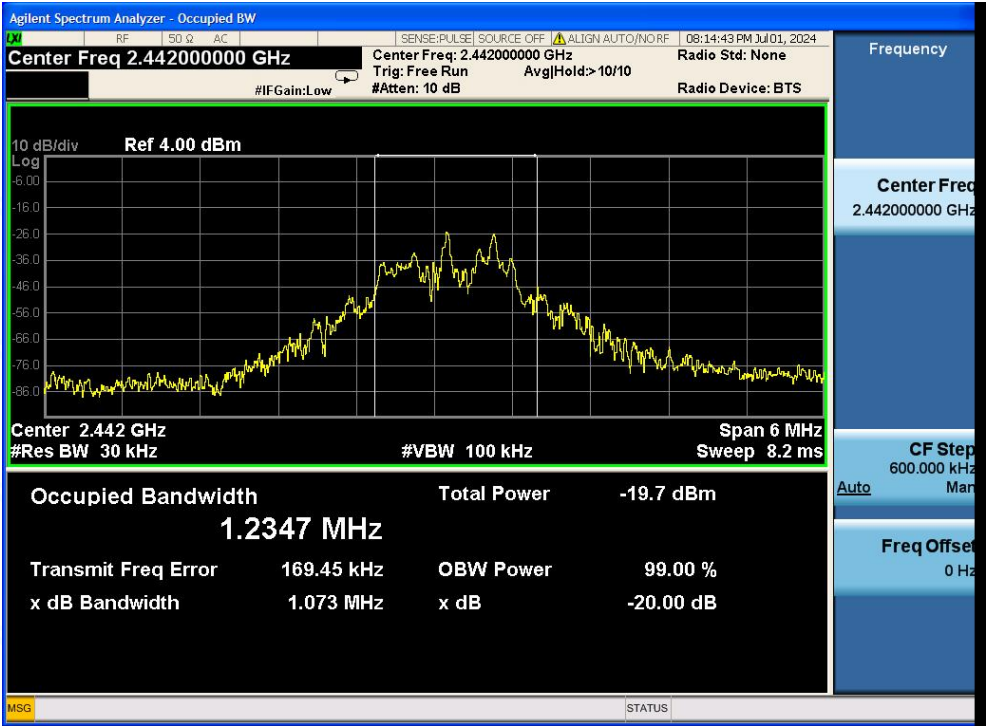 Agilent Spectrum Analyzer - Occupied BW
LXI RF 50 Ω AC SENSE:PULSE SOURCE OFF ALIGN AUTO/NO RF 08:14:43 PM Jul 01, 2024
Center Freq 2.442000000 GHz
#IFGain:Low
Center Freq: 2.442000000 GHz
Trig: Free Run Avg|Hold:> 10/10
#Atten: 10 dB
Radio Std: None
Radio Device: BTS
10 dB/div Ref 4.00 dBm
Log
-6.00
-16.0
-26.0
-36.0
-46.0
-56.0
-66.0
-76.0
-86.0
Center 2.442 GHz Span 6 MHz
#Res BW 30 kHz #VBW 100 kHz Sweep 8.2 ms
Occupied Bandwidth Total Power -19.7 dBm
1.2347 MHz
Transmit Freq Error 169.45 kHz OBW Power 99.00 %
x dB Bandwidth 1.073 MHz x dB -20.00 dB
MSG STATUS
Frequency
Center Freq
2.442000000 GHz
CF Step
600.000 kHz
Auto Man
Freq Offset
0 Hz